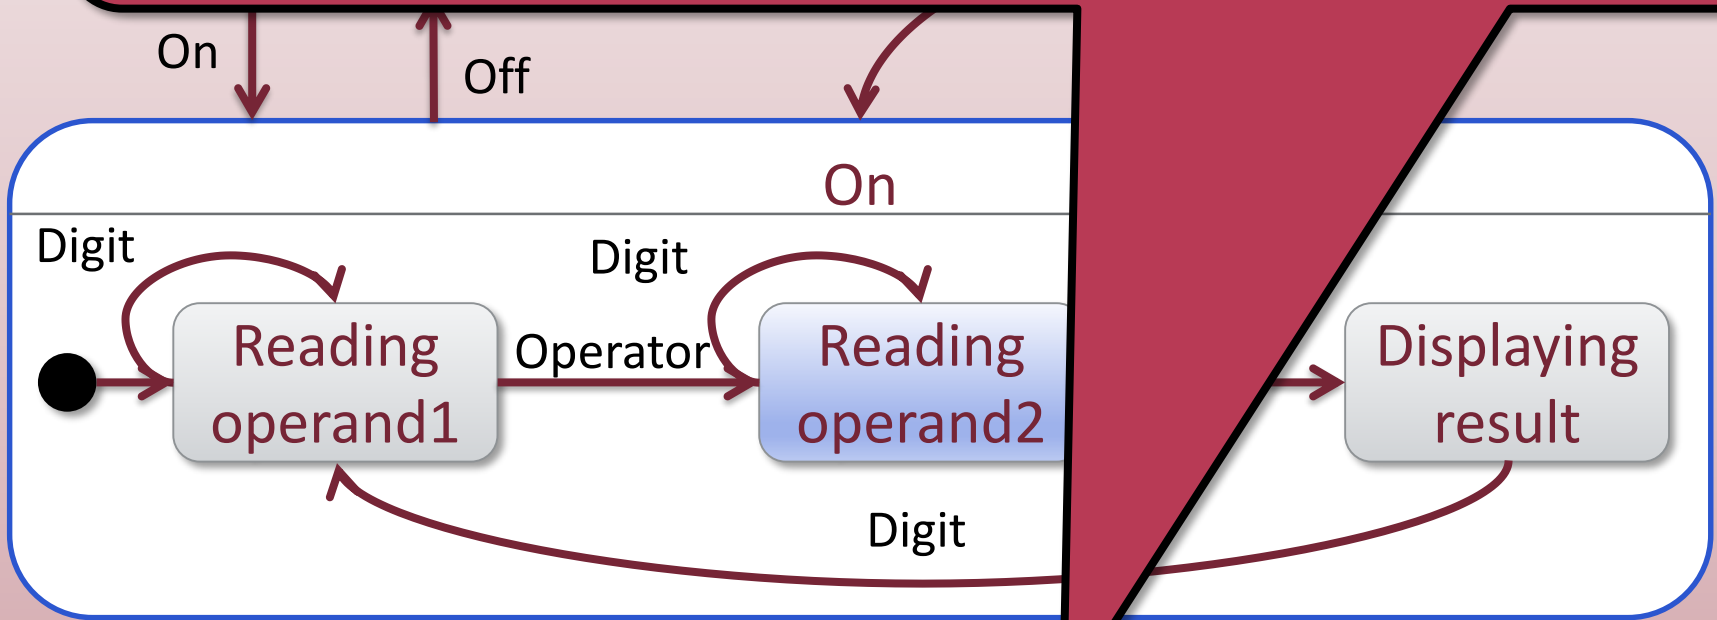 On
Off
On
Digit
Digit
Reading
operand1
Operator
Reading
operand2
Displaying
result
Digit